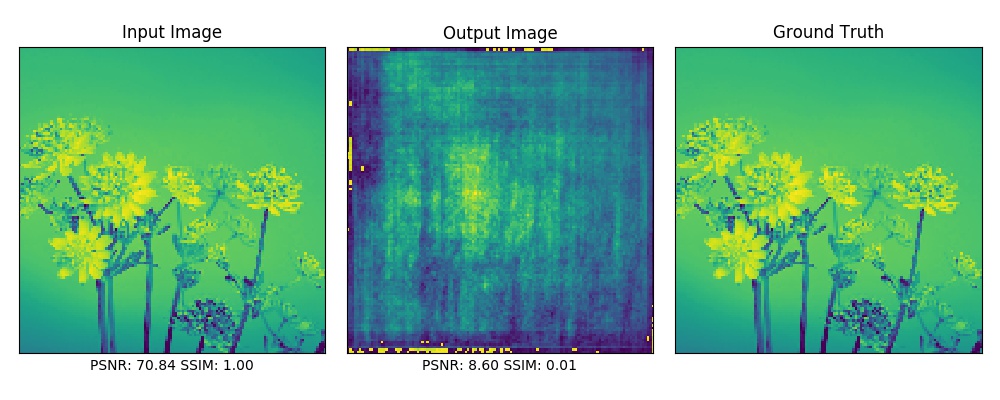 Input Image
Output Image
Ground Truth
PSNR: 70.84 SSIM: 1.00
PSNR: 8.60 SSIM: 0.01